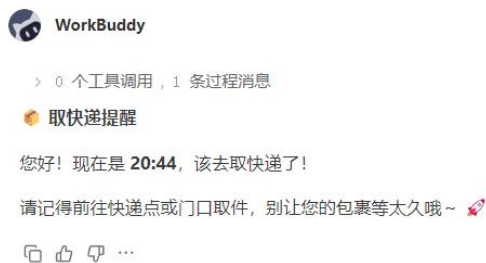 WorkBuddy
0 个工具调用，1 条过程消息
取快递提醒
您好！现在是 20:44，该去取快递了！
请记得前往快递点或门口取件，别让您的包裹等太久哦～